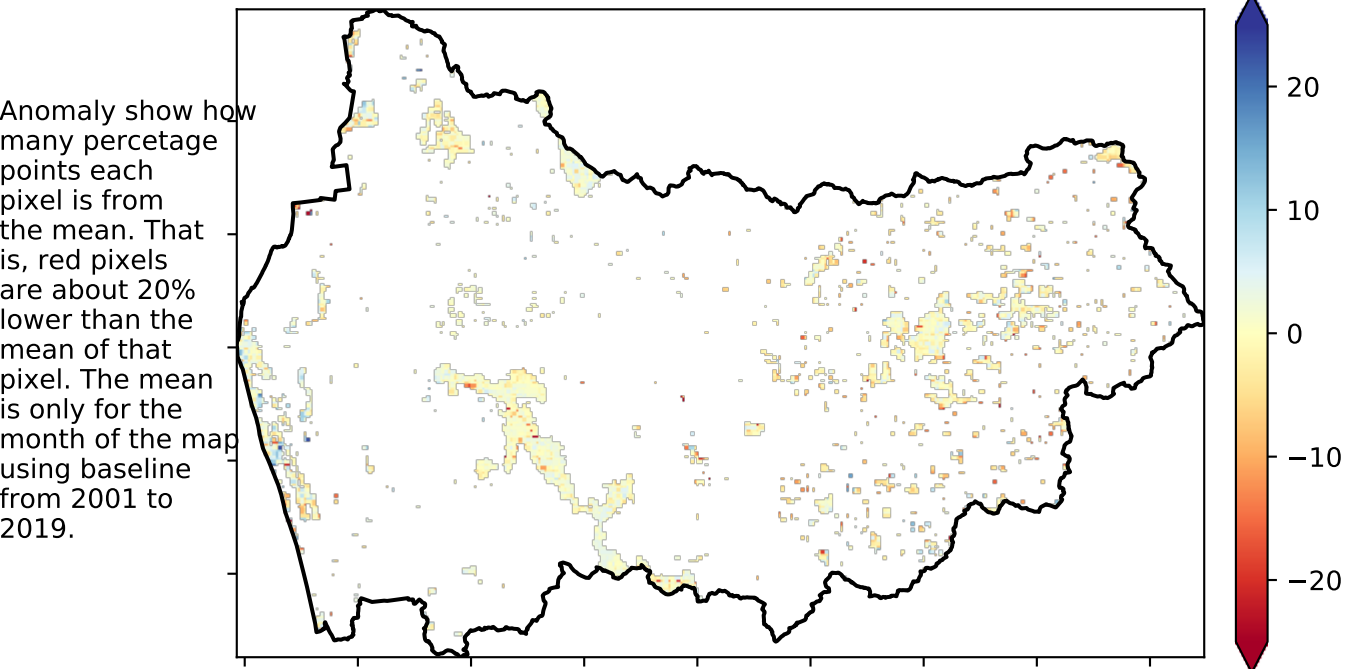 Anomaly show how
many percetage
points each
pixel is from
the mean. That
is, red pixels
are about 20%
lower than the
mean of that
pixel. The mean
is only for the
month of the map
using baseline
from 2001 to
2019.
20
10
0
−10
−20